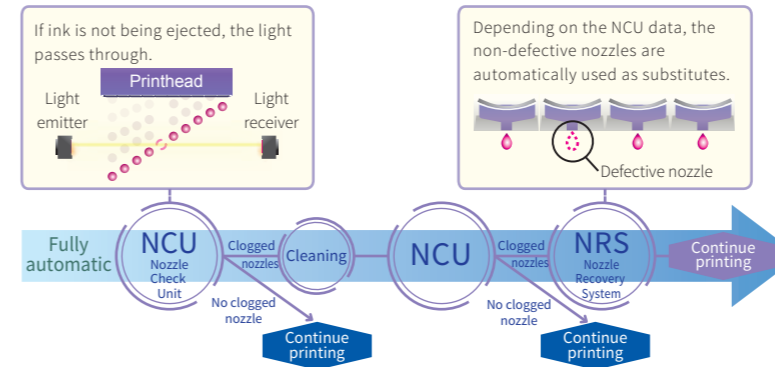 If ink is not being ejected, the light
passes through.
Printhead
Light
emitter
Light
receiver
Depending on the NCU data, the
non-defective nozzles are
automatically used as substitutes.
Defective nozzle
Fully
automatic
NCU
Nozzle
Check
Unit
Clogged
nozzles
Cleaning
NCU
Clogged
nozzles
NRS
Nozzle
Recovery
System
Continue
printing
No clogged
nozzle
Continue
printing
No clogged
nozzle
Continue
printing